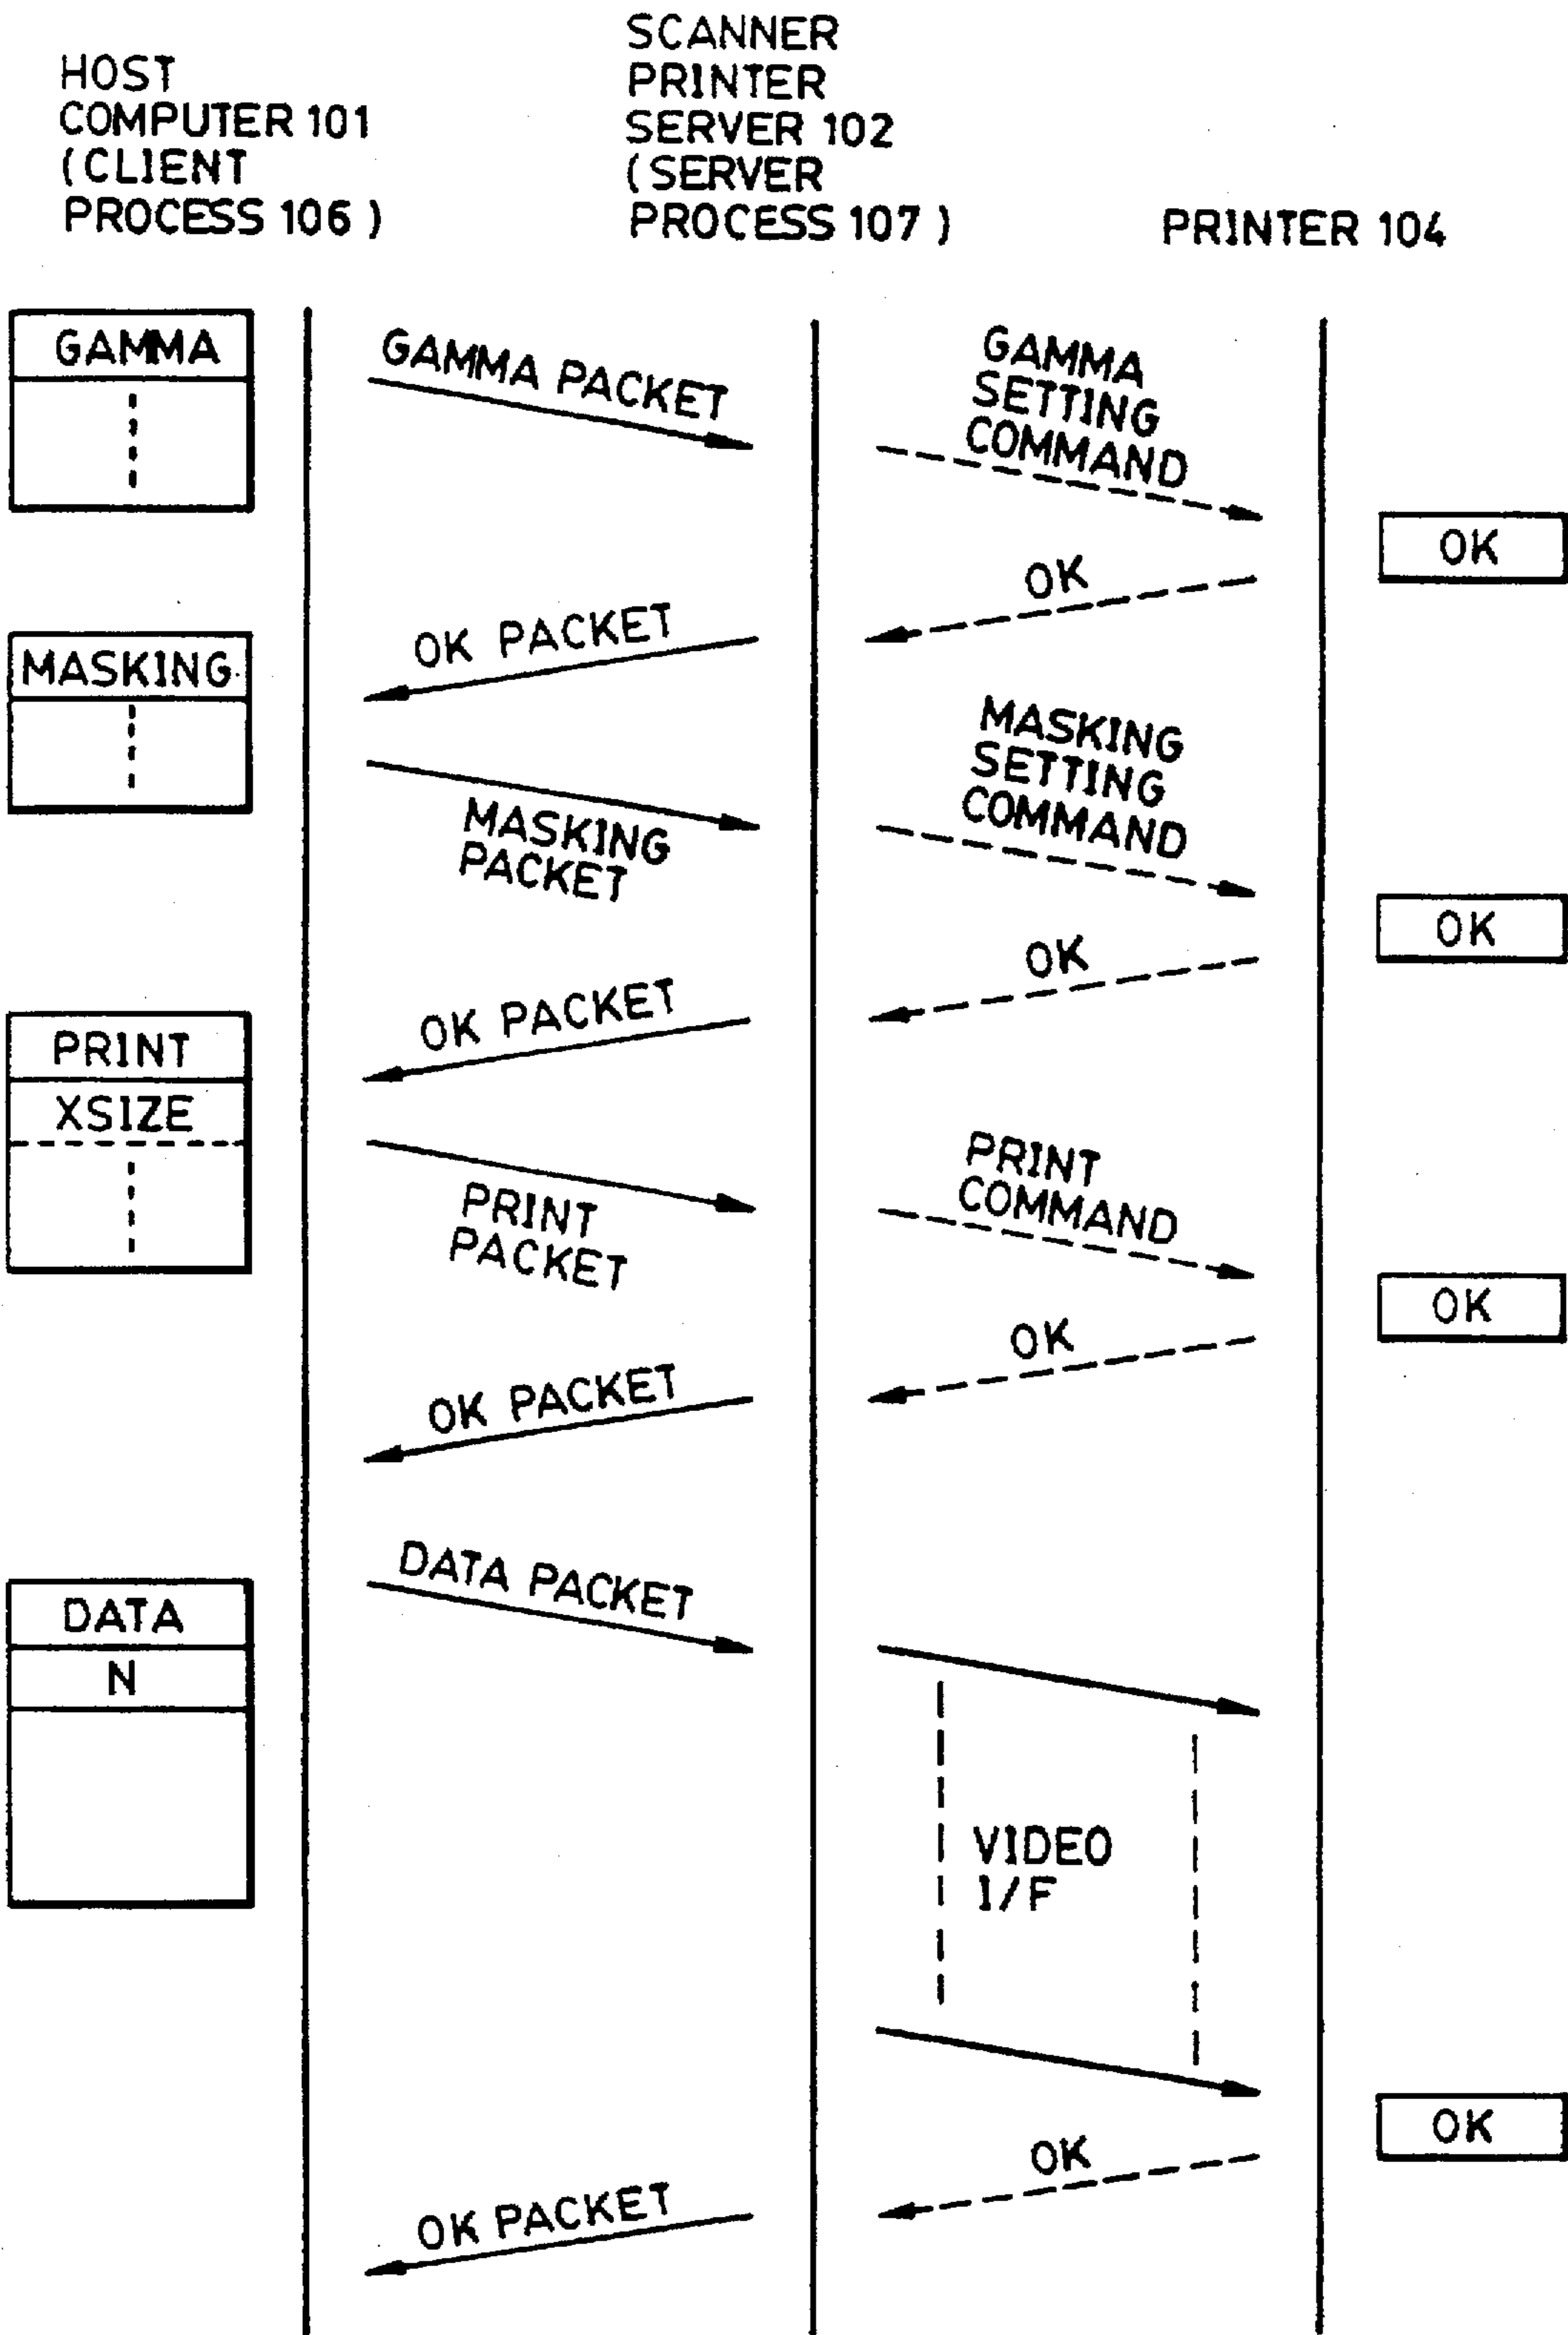 HOST
COMPUTER 101
(CLIENT
PROCESS 106)
SCANNER
PRINTER
SERVER 102
(SERVER
PROCESS 107)
PRINTER 104
GAMMA
GAMMA PACKET
GAMMA
SETTING
COMMAND
OK
OK
OK PACKET
MASKING
MASKING
PACKET
MASKING
SETTING
COMMAND
OK
OK
OK PACKET
PRINT
XSIZE
PRINT
PACKET
PRINT
COMMAND
OK
OK
OK PACKET
DATA
N
DATA PACKET
VIDEO
I/F
OK
OK
OK PACKET